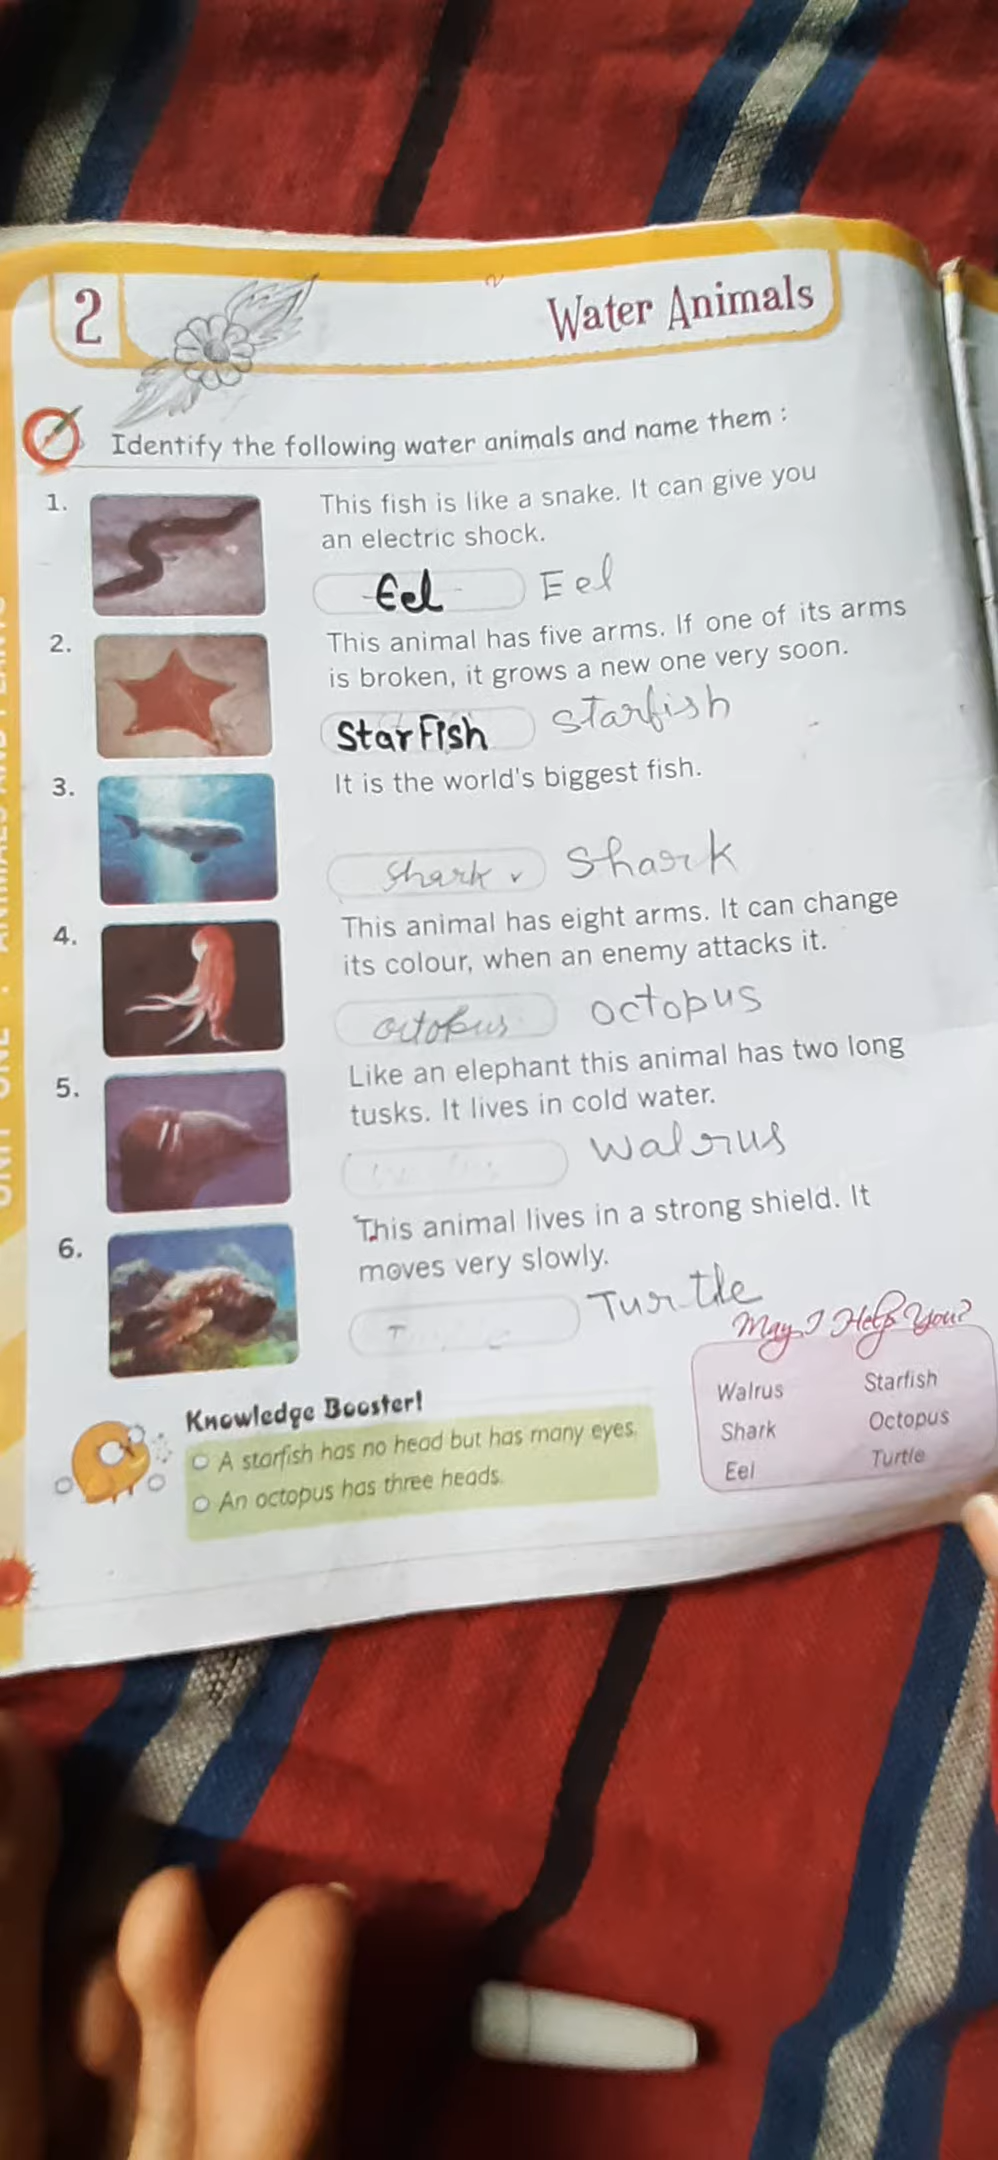 2
Water Animals
Identify the following water animals and name them :
1.
This fish is like a snake. It can give you
an electric shock.
Eel Eel
2.
This animal has five arms. If one of its arms
is broken, it grows a new one very soon.
StarFish Starfish
3.
It is the world's biggest fish.
Shark Shark
4.
This animal has eight arms. It can change
its colour, when an enemy attacks it.
octopus octopus
5.
Like an elephant this animal has two long
tusks. It lives in cold water.
Walrus
6.
This animal lives in a strong shield. It
moves very slowly.
T Turtle
May I Help You?
Walrus Starfish
Shark Octopus
Eel Turtle
Knowledge Booster!
A starfish has no head but has many eyes.
An octopus has three heads.